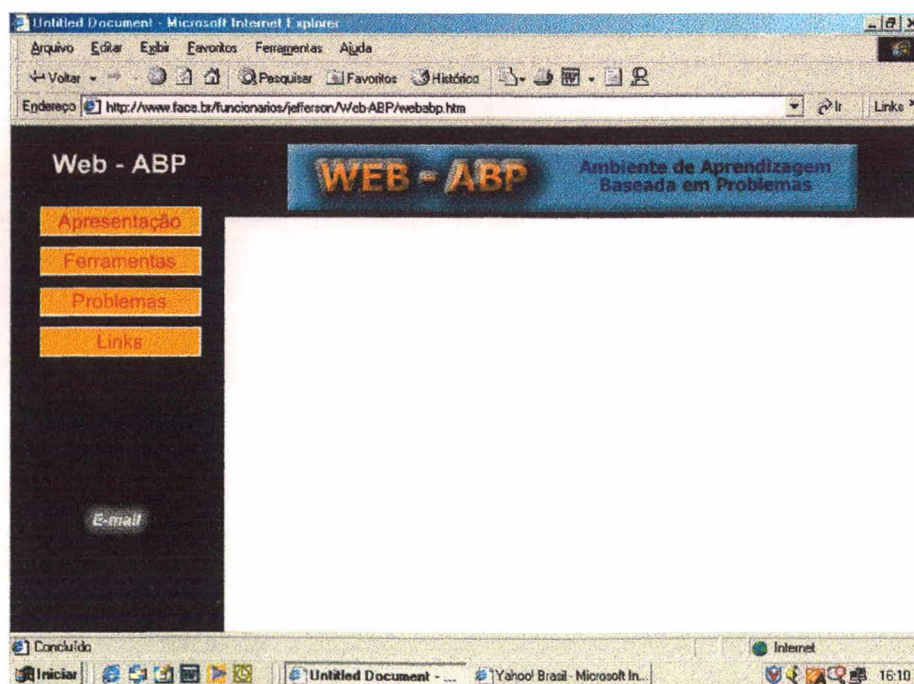 Untitled Document - Microsoft Internet Explorer
Arquivo Editar Exibir Favoritos Ferramentas Ajuda
Voltar Pesquisar Favoritos Histórico
Endereço http://www.face.br/funcionarios/jefferson/Web-ABP/webabp.htm Ir Links
Web - ABP
WEB - ABP
Ambiente de Aprendizagem
Baseada em Problemas
Apresentação
Ferramentas
Problemas
Links
E-mail
Concluído Internet
Iniciar Untitled Document - ... Yahoo! Brasil - Microsoft In... 16:10